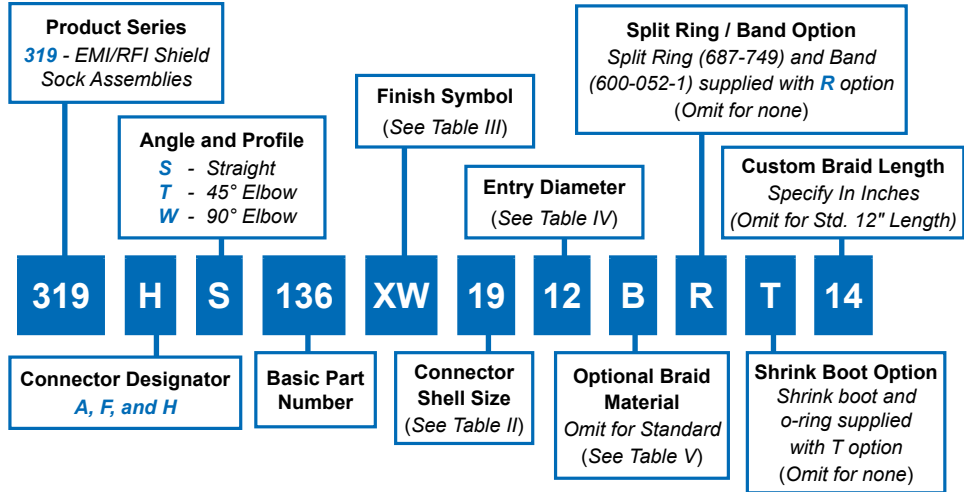 Product Series
319 - EMI/RFI Shield
Sock Assemblies
Angle and Profile
S - Straight
T - 45° Elbow
W - 90° Elbow
Finish Symbol
(See Table III)
Entry Diameter
(See Table IV)
Split Ring / Band Option
Split Ring (687-749) and Band
(600-052-1) supplied with R option
(Omit for none)
Custom Braid Length
Specify In Inches
(Omit for Std. 12" Length)
319 H S 136 XW 19 12 B R T 14
Connector Designator
A, F, and H
Basic Part
Number
Connector
Shell Size
(See Table II)
Optional Braid
Material
Omit for Standard
(See Table V)
Shrink Boot Option
Shrink boot and
o-ring supplied
with T option
(Omit for none)